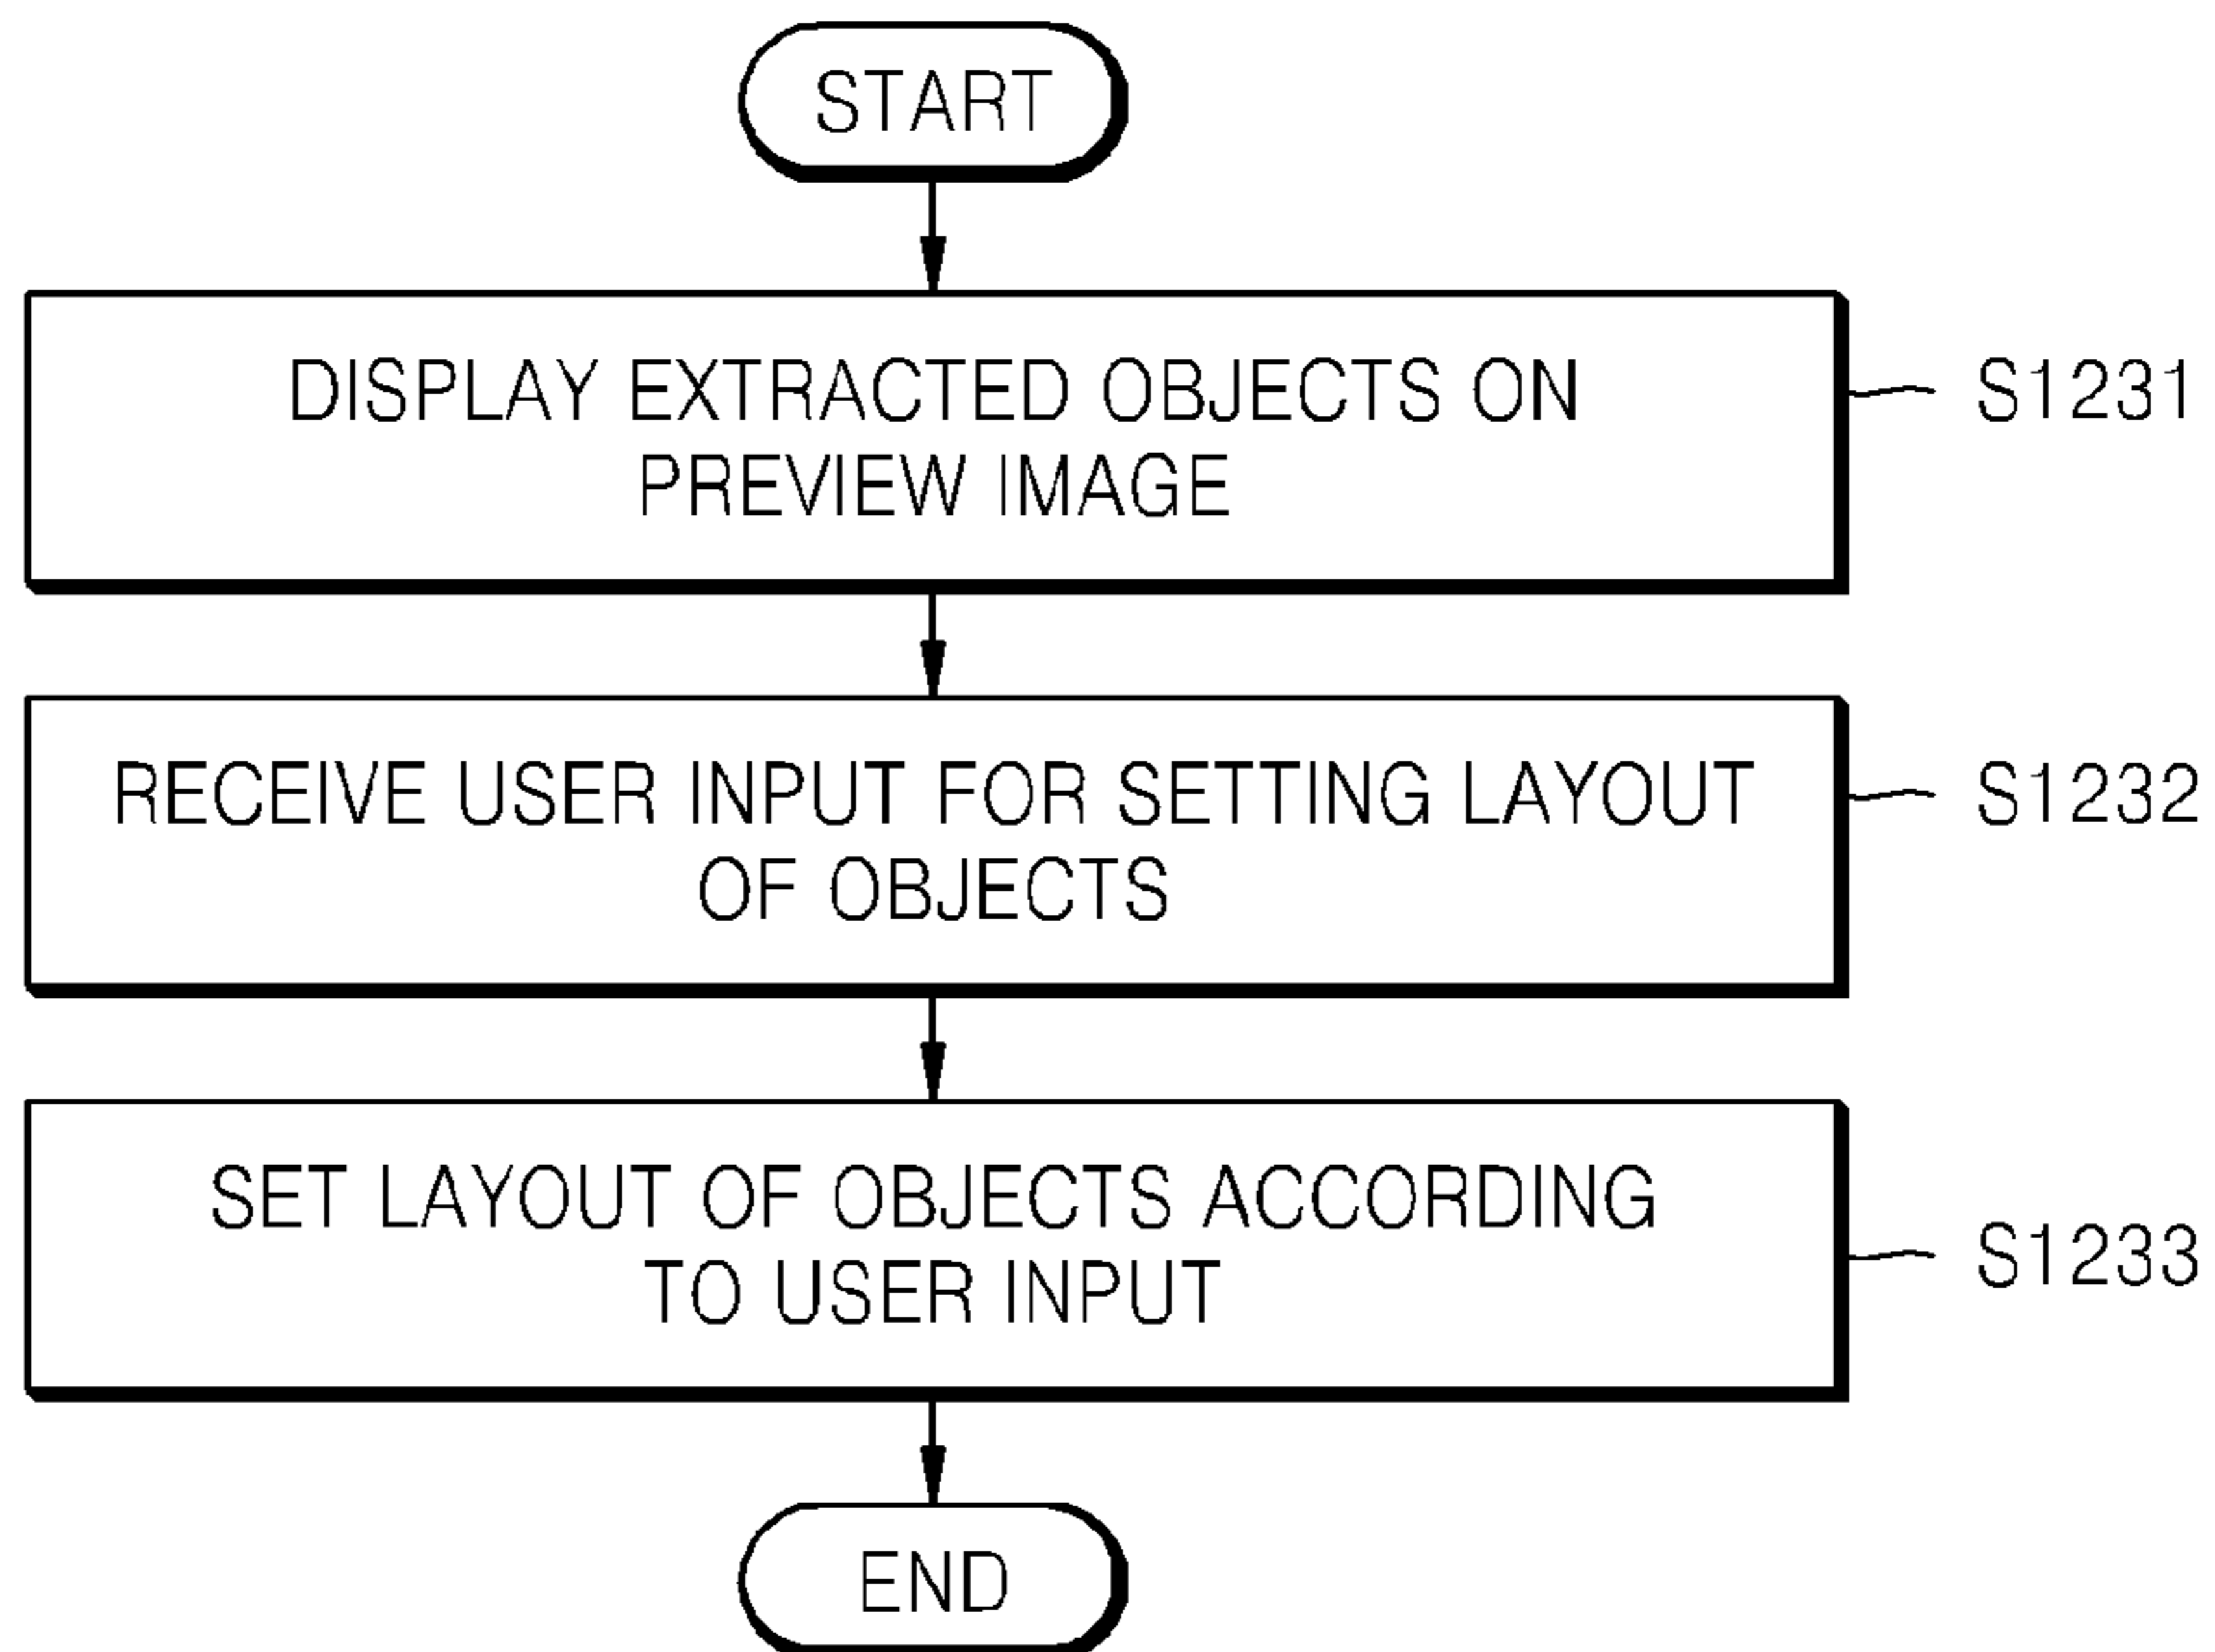 START
DISPLAY EXTRACTED OBJECTS ON
PREVIEW IMAGE
S1231
RECEIVE USER INPUT FOR SETTING LAYOUT
OF OBJECTS
S1232
SET LAYOUT OF OBJECTS ACCORDING
TO USER INPUT
S1233
END